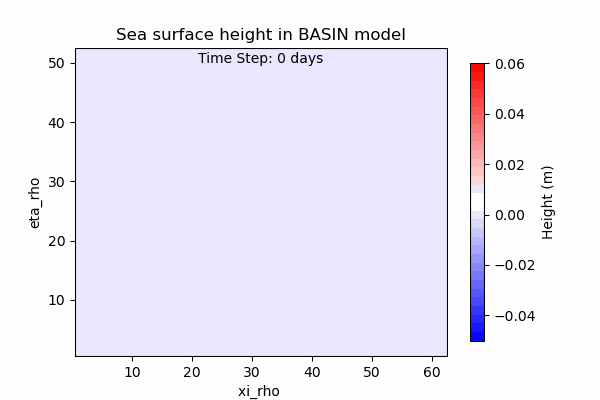 Sea surface height in BASIN model
Time Step: 0 days
50
40
30
20
10
eta_rho
10 20 30 40 50 60
xi_rho
0.06
0.04
0.02
0.00
−0.02
−0.04
Height (m)